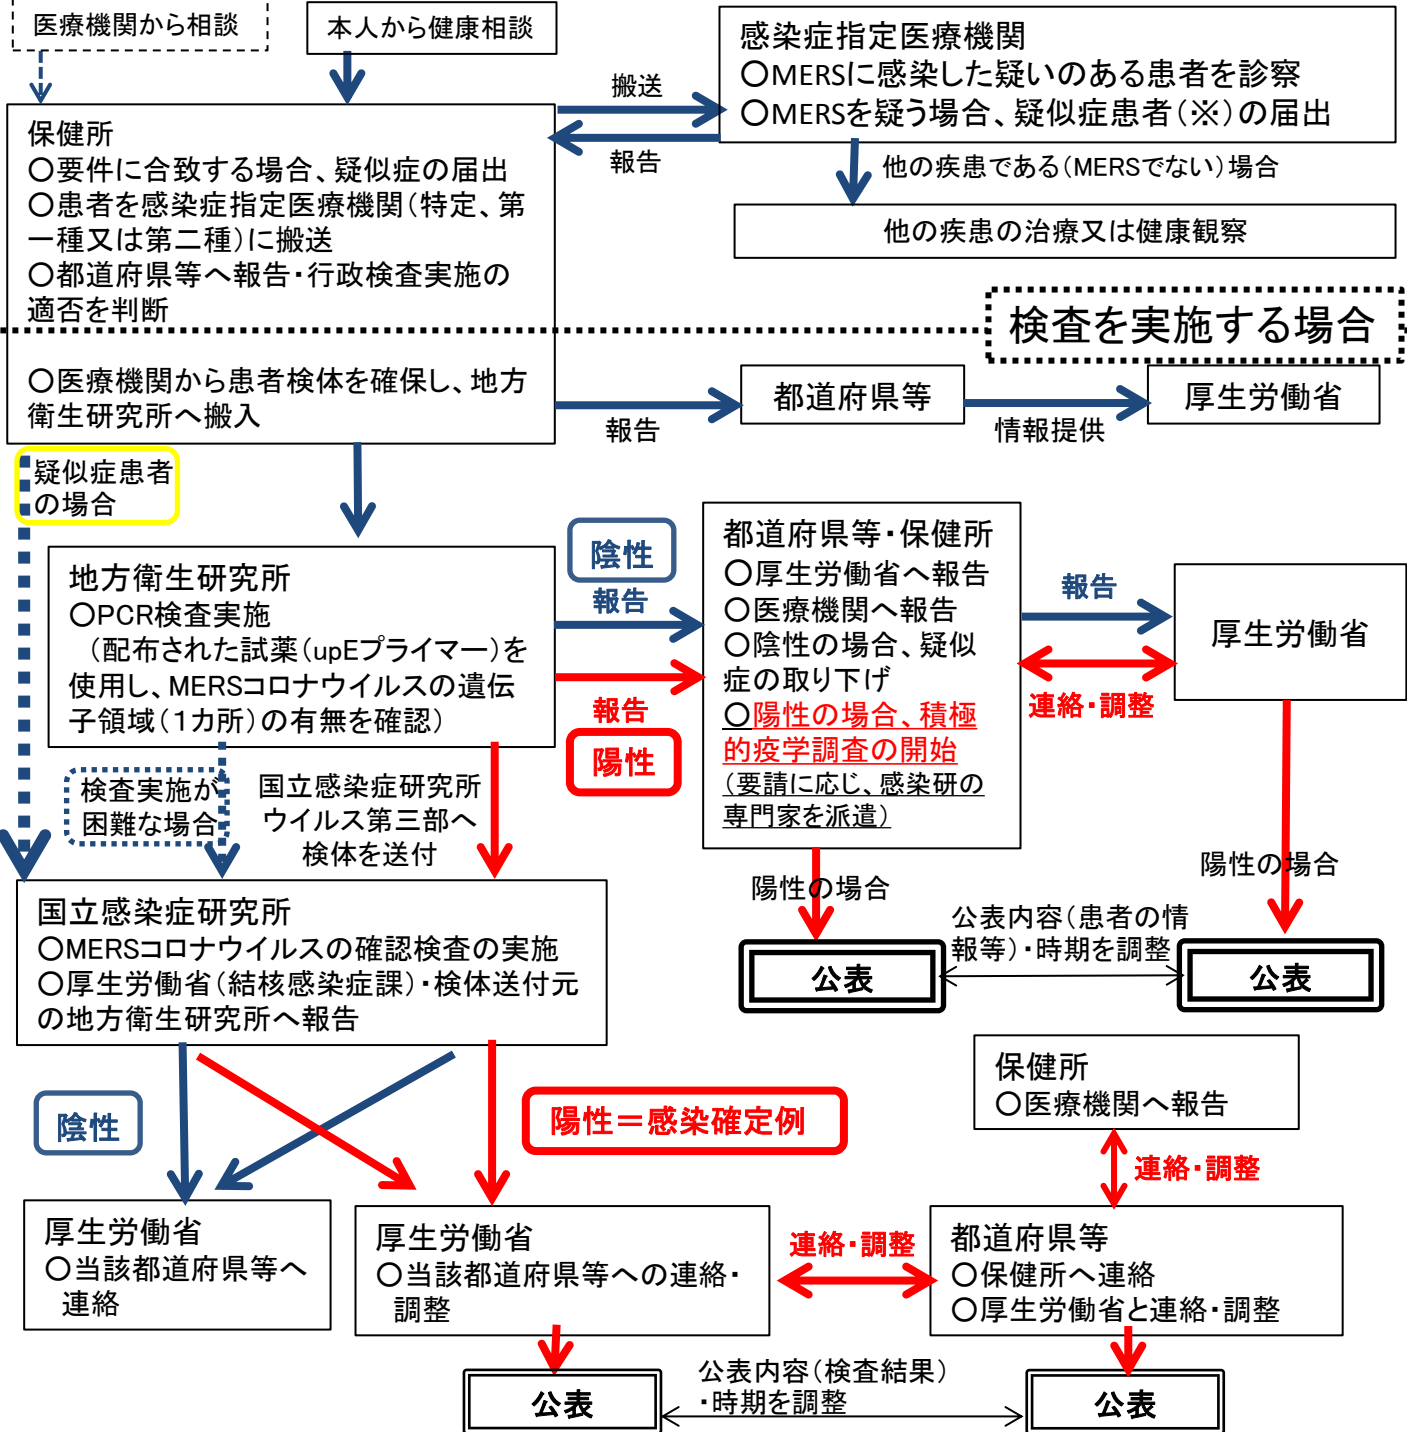 医療機関から相談
本人から健康相談
感染症指定医療機関
○MERSに感染した疑いのある患者を診察
○MERSを疑う場合、疑似症患者(※)の届出
搬送
報告
保健所
○要件に合致する場合、疑似症の届出
○患者を感染症指定医療機関(特定、第
一種又は第二種)に搬送
○都道府県等へ報告・行政検査実施の
適否を判断
他の疾患である(MERSでない)場合
他の疾患の治療又は健康観察
検査を実施する場合
○医療機関から患者検体を確保し、地方
衛生研究所へ搬入
報告
都道府県等
情報提供
厚生労働省
疑似症患者
の場合
地方衛生研究所
○PCR検査実施
(配布された試薬(upEプライマー)を
使用し、MERSコロナウイルスの遺伝
子領域(1カ所)の有無を確認)
陰性
報告
報告
陽性
都道府県等・保健所
○厚生労働省へ報告
○医療機関へ報告
○陰性の場合、疑似
症の取り下げ
○陽性の場合、積極
的疫学調査の開始
(要請に応じ、感染研の
専門家を派遣)
報告
連絡・調整
厚生労働省
検査実施が
困難な場合
国立感染症研究所
ウイルス第三部へ
検体を送付
陽性の場合
陽性の場合
公表内容(患者の情
報等)・時期を調整
公表
公表
国立感染症研究所
○MERSコロナウイルスの確認検査の実施
○厚生労働省(結核感染症課)・検体送付元
の地方衛生研究所へ報告
陰性
陽性=感染確定例
保健所
○医療機関へ報告
連絡・調整
厚生労働省
○当該都道府県等へ
連絡
厚生労働省
○当該都道府県等への連絡・
調整
連絡・調整
都道府県等
○保健所へ連絡
○厚生労働省と連絡・調整
公表内容(検査結果)
・時期を調整
公表
公表